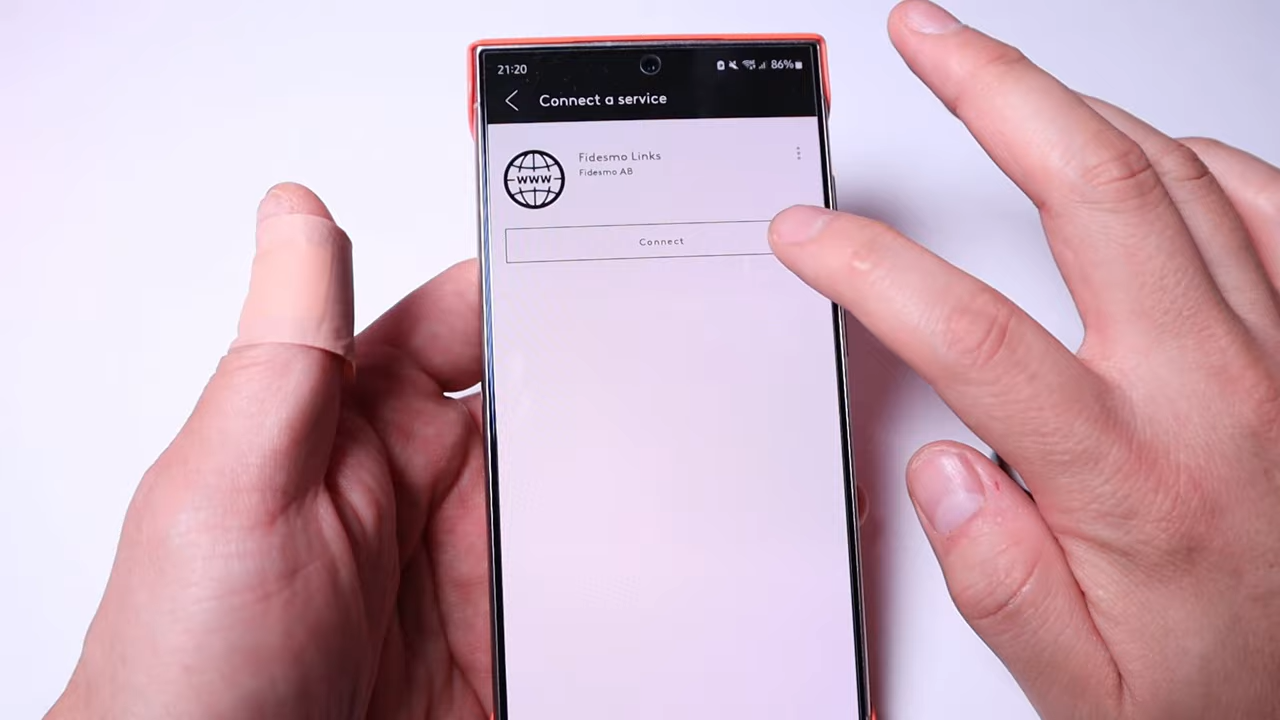 21:20
86%
Connect a service
Fidesmo Links
Fidesmo AB
WWW
Connect